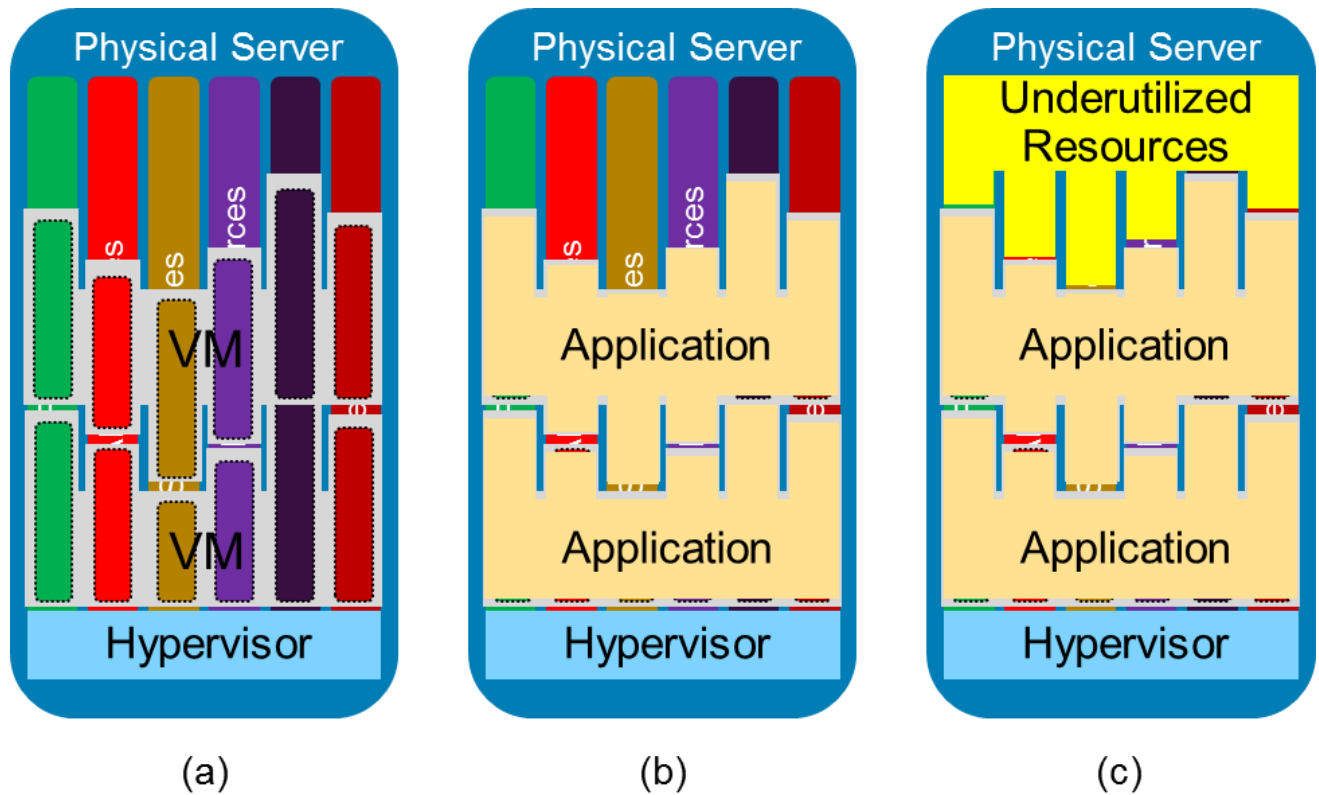 Physical Server
VM
VM
Hypervisor
(a)
Physical Server
Application
Application
Hypervisor
(b)
Physical Server
Underutilized
Resources
Application
Application
Hypervisor
(c)